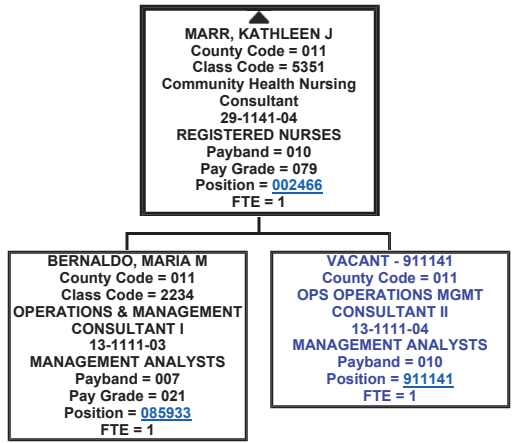 MARR, KATHLEEN J
County Code = 011
Class Code = 5351
Community Health Nursing
Consultant
29-1141-04
REGISTERED NURSES
Payband = 010
Pay Grade = 079
Position = 002466
FTE = 1
BERNALDO, MARIA M
County Code = 011
Class Code = 2234
OPERATIONS & MANAGEMENT
CONSULTANT I
13-1111-03
MANAGEMENT ANALYSTS
Payband = 007
Pay Grade = 021
Position = 085933
FTE = 1
VACANT - 911141
County Code = 011
OPS OPERATIONS MGMT
CONSULTANT II
13-1111-04
MANAGEMENT ANALYSTS
Payband = 010
Position = 911141
FTE = 1